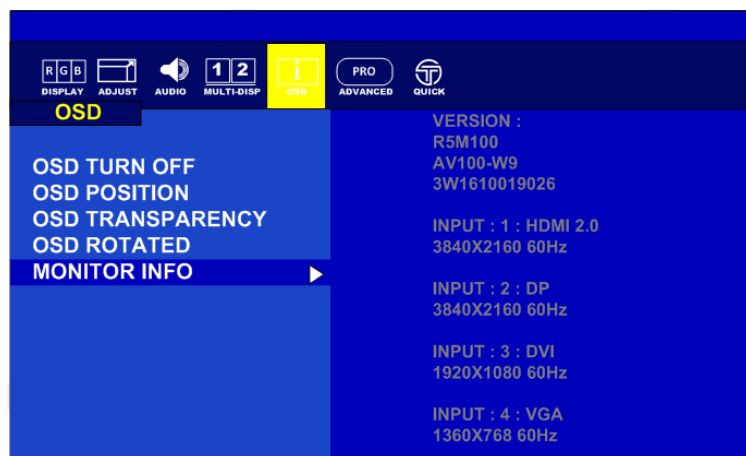 R G B
DISPLAY
ADJUST
AUDIO
1 2
MULTI-DISP
i
OSD
PRO
ADVANCED
QUICK
OSD
OSD TURN OFF
OSD POSITION
OSD TRANSPARENCY
OSD ROTATED
MONITOR INFO
VERSION :
R5M100
AV100-W9
3W1610019026
INPUT : 1 : HDMI 2.0
3840X2160 60Hz
INPUT : 2 : DP
3840X2160 60Hz
INPUT : 3 : DVI
1920X1080 60Hz
INPUT : 4 : VGA
1360X768 60Hz